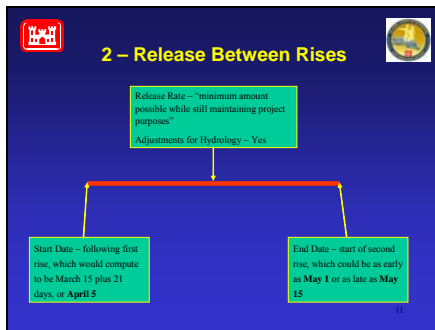 2 – Release Between Rises
Release Rate – “minimum amount
possible while still maintaining project
purposes”
Adjustments for Hydrology – Yes
Start Date – following first
rise, which would compute
to be March 15 plus 21
days, or April 5
End Date – start of second
rise, which could be as early
as May 1 or as late as May
15
11